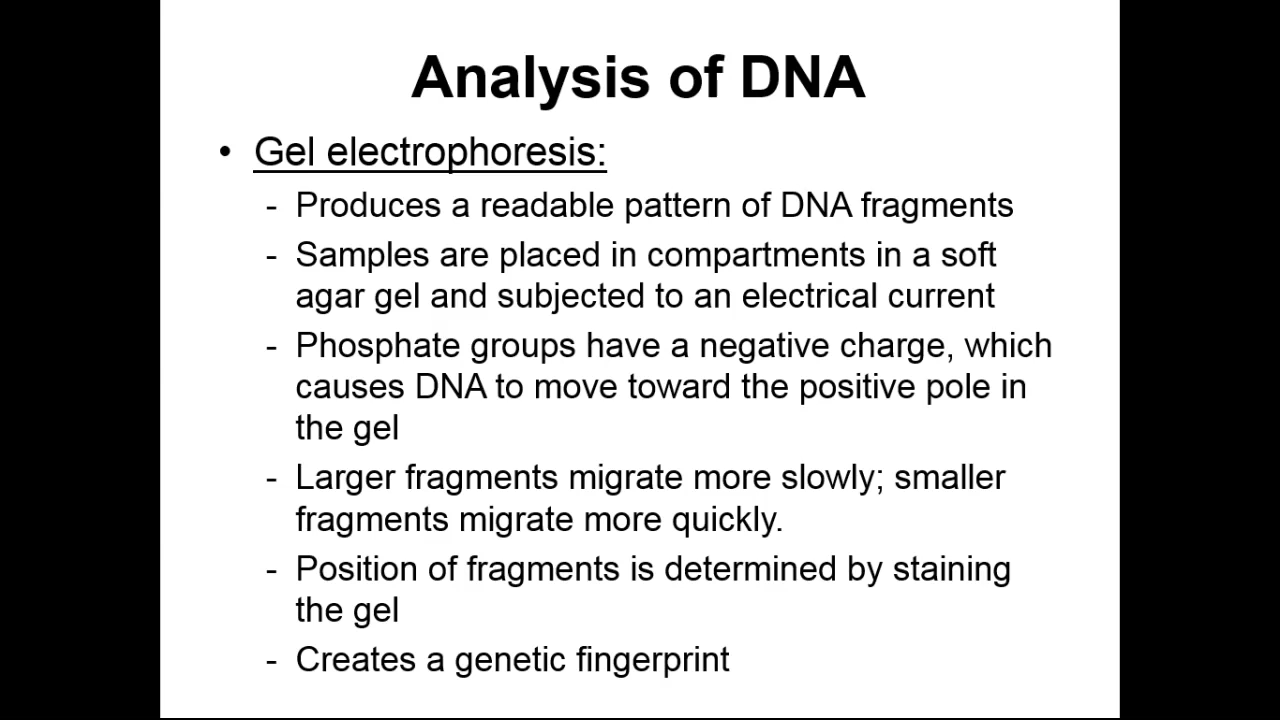 Analysis of DNA
• Gel electrophoresis:
- Produces a readable pattern of DNA fragments
- Samples are placed in compartments in a soft
agar gel and subjected to an electrical current
- Phosphate groups have a negative charge, which
causes DNA to move toward the positive pole in
the gel
- Larger fragments migrate more slowly; smaller
fragments migrate more quickly.
- Position of fragments is determined by staining
the gel
- Creates a genetic fingerprint